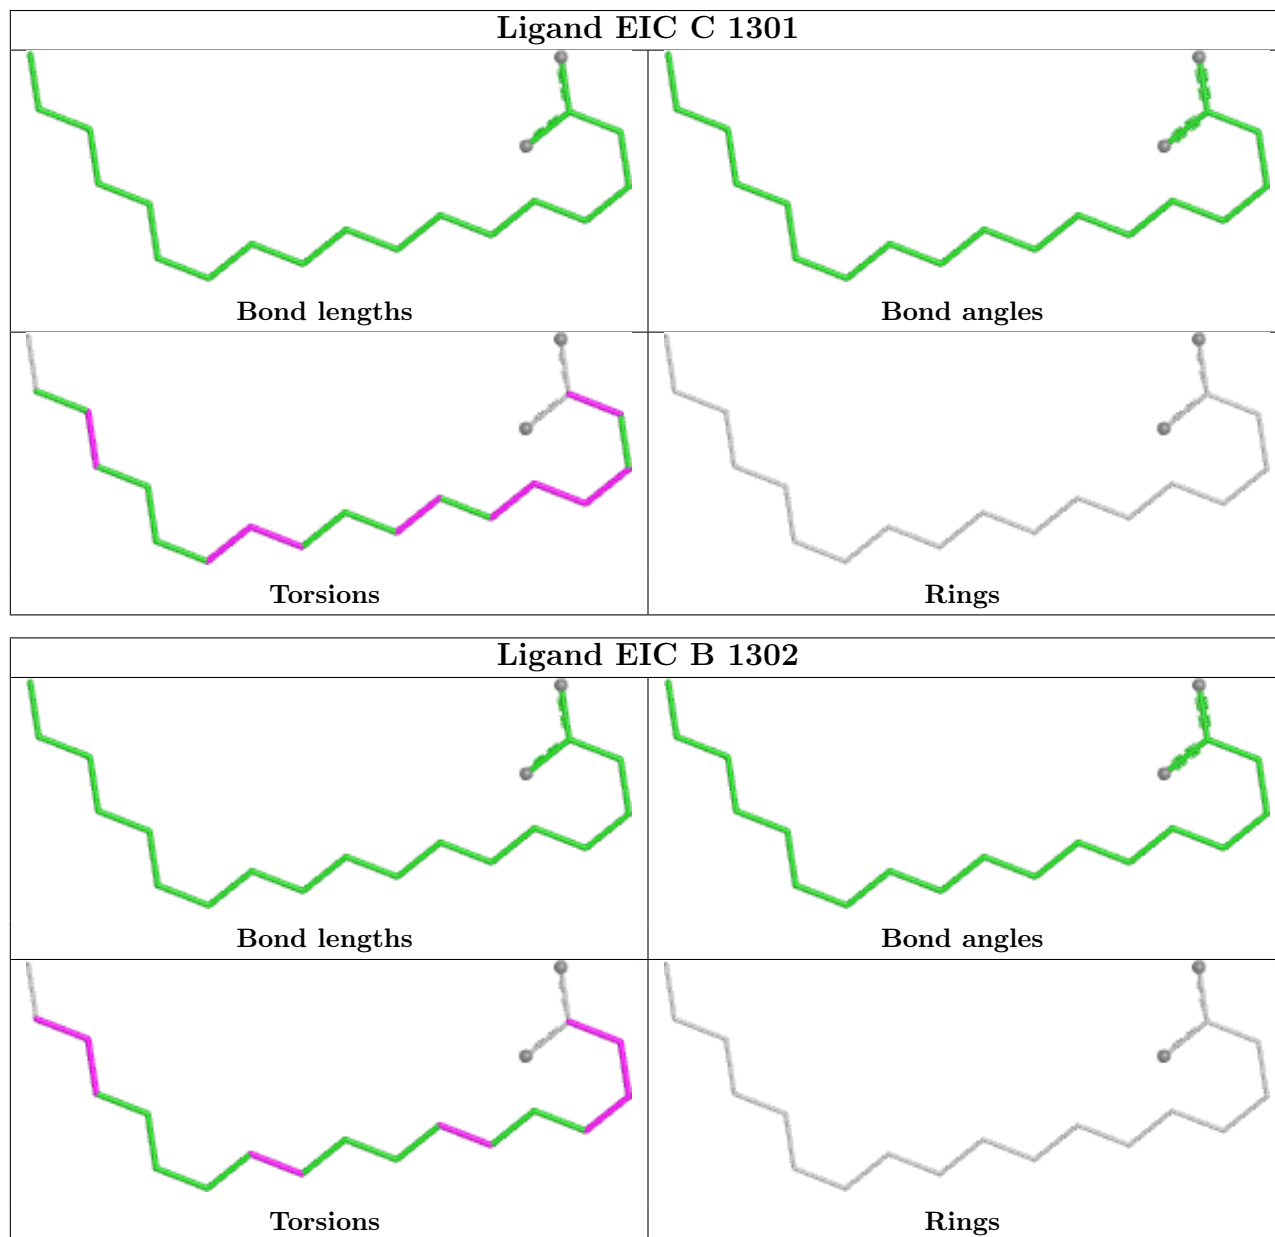 Ligand EIC C 1301
Bond lengths
Bond angles
Torsions
Rings
Ligand EIC B 1302
Bond lengths
Bond angles
Torsions
Rings